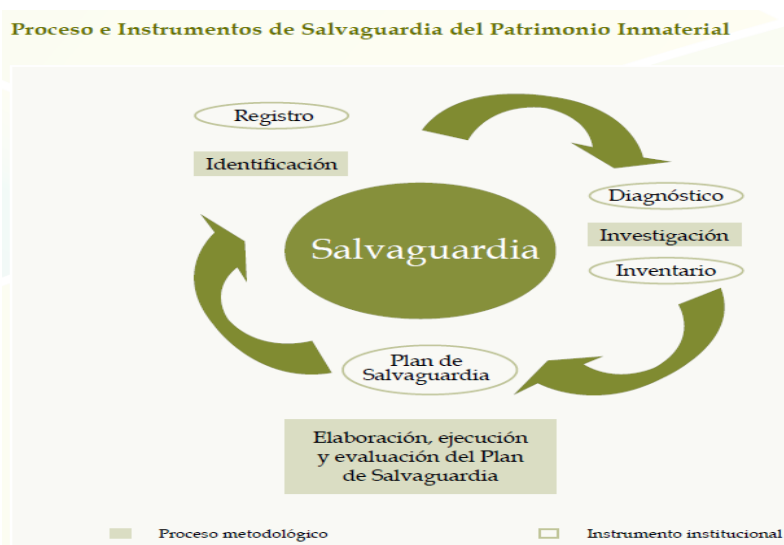 Proceso e Instrumentos de Salvaguardia del Patrimonio Inmaterial
Registro
Identificación
Diagnóstico
Investigación
Inventario
Salvaguardia
Plan de
Salvaguardia
Elaboración, ejecución
y evaluación del Plan
de Salvaguardia
Proceso metodológico
Instrumento institucional